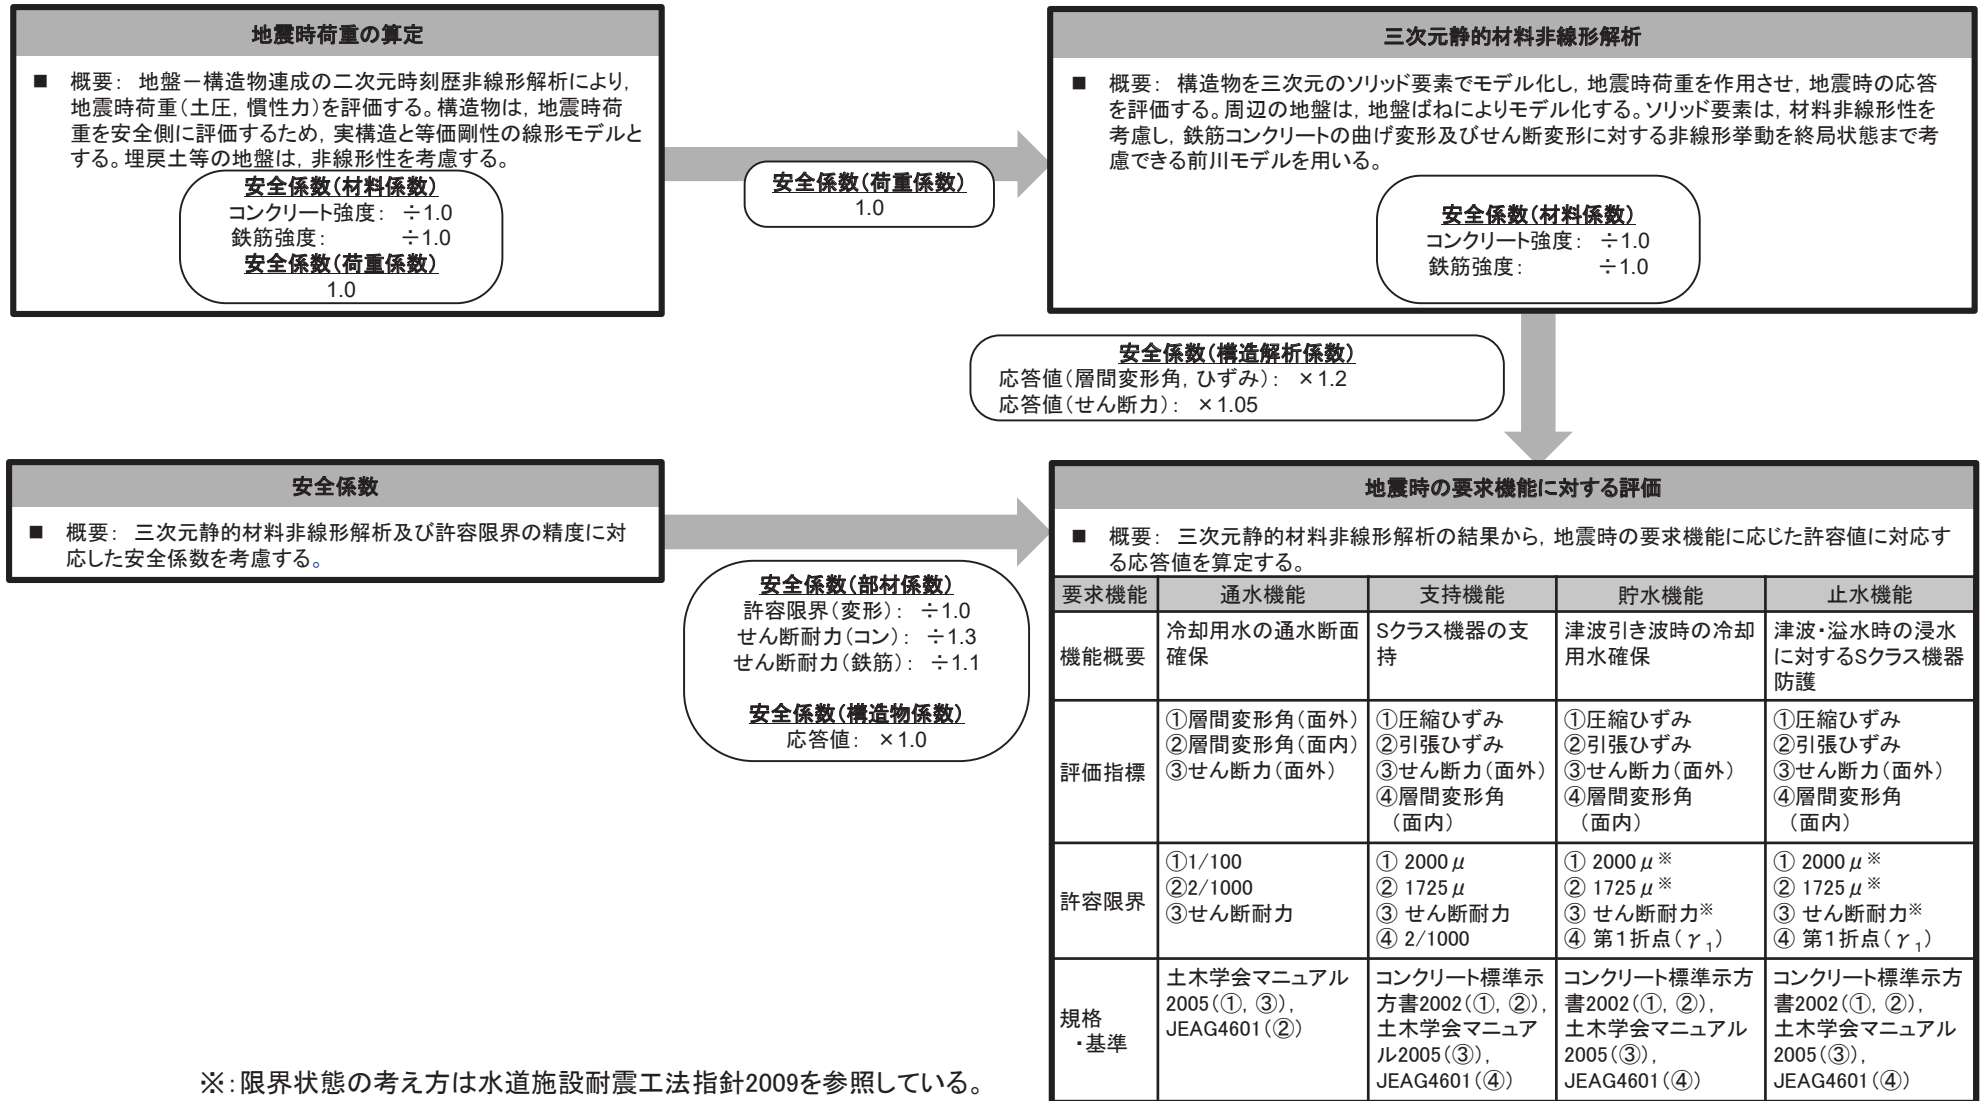 地震時荷重の算定
■ 概要： 地盤－構造物連成の二次元時刻歴非線形解析により，
地震時荷重（土圧，慣性力）を評価する。構造物は，地震時荷
重を安全側に評価するため，実構造と等価剛性の線形モデルと
する。埋戻土等の地盤は，非線形性を考慮する。
安全係数（材料係数）
コンクリート強度： ÷1.0
鉄筋強度： ÷1.0
安全係数（荷重係数）
1.0
安全係数（荷重係数）
1.0
三次元静的材料非線形解析
■ 概要： 構造物を三次元のソリッド要素でモデル化し，地震時荷重を作用させ，地震時の応答
を評価する。周辺の地盤は，地盤ばねによりモデル化する。ソリッド要素は，材料非線形性を
考慮し，鉄筋コンクリートの曲げ変形及びせん断変形に対する非線形挙動を終局状態まで考
慮できる前川モデルを用いる。
安全係数（材料係数）
コンクリート強度： ÷1.0
鉄筋強度： ÷1.0
安全係数（構造解析係数）
応答値（層間変形角，ひずみ）： ×1.2
応答値（せん断力）： ×1.05
安全係数
■ 概要： 三次元静的材料非線形解析及び許容限界の精度に対
応した安全係数を考慮する。
安全係数（部材係数）
許容限界（変形）： ÷1.0
せん断耐力（コン）： ÷1.3
せん断耐力（鉄筋）： ÷1.1
安全係数（構造物係数）
応答値： ×1.0
地震時の要求機能に対する評価
■ 概要： 三次元静的材料非線形解析の結果から，地震時の要求機能に応じた許容値に対応す
る応答値を算定する。
要求機能 通水機能 支持機能 貯水機能 止水機能
機能概要
冷却用水の通水断面
確保
Sクラス機器の支
持
津波引き波時の冷却
用水確保
津波・溢水時の浸水
に対するSクラス機器
防護
評価指標
①層間変形角（面外）
②層間変形角（面内）
③せん断力（面外）
①圧縮ひずみ
②引張ひずみ
③せん断力（面外）
④層間変形角
（面内）
①圧縮ひずみ
②引張ひずみ
③せん断力（面外）
④層間変形角
（面内）
①圧縮ひずみ
②引張ひずみ
③せん断力（面外）
④層間変形角
（面内）
許容限界
①1/100
②2/1000
③せん断耐力
① 2000μ
② 1725μ
③ せん断耐力
④ 2/1000
① 2000μ※
② 1725μ※
③ せん断耐力※
④ 第1折点（γ1）
① 2000μ※
② 1725μ※
③ せん断耐力※
④ 第1折点（γ1）
規格
・基準
土木学会マニュアル
2005（①，③），
JEAG4601（②）
コンクリート標準示
方書2002（①，②），
土木学会マニュア
ル2005（③），
JEAG4601（④）
コンクリート標準示方
書2002（①，②），
土木学会マニュアル
2005（③），
JEAG4601（④）
コンクリート標準示方
書2002（①，②），
土木学会マニュアル
2005（③），
JEAG4601（④）
※：限界状態の考え方は水道施設耐震工法指針2009を参照している。